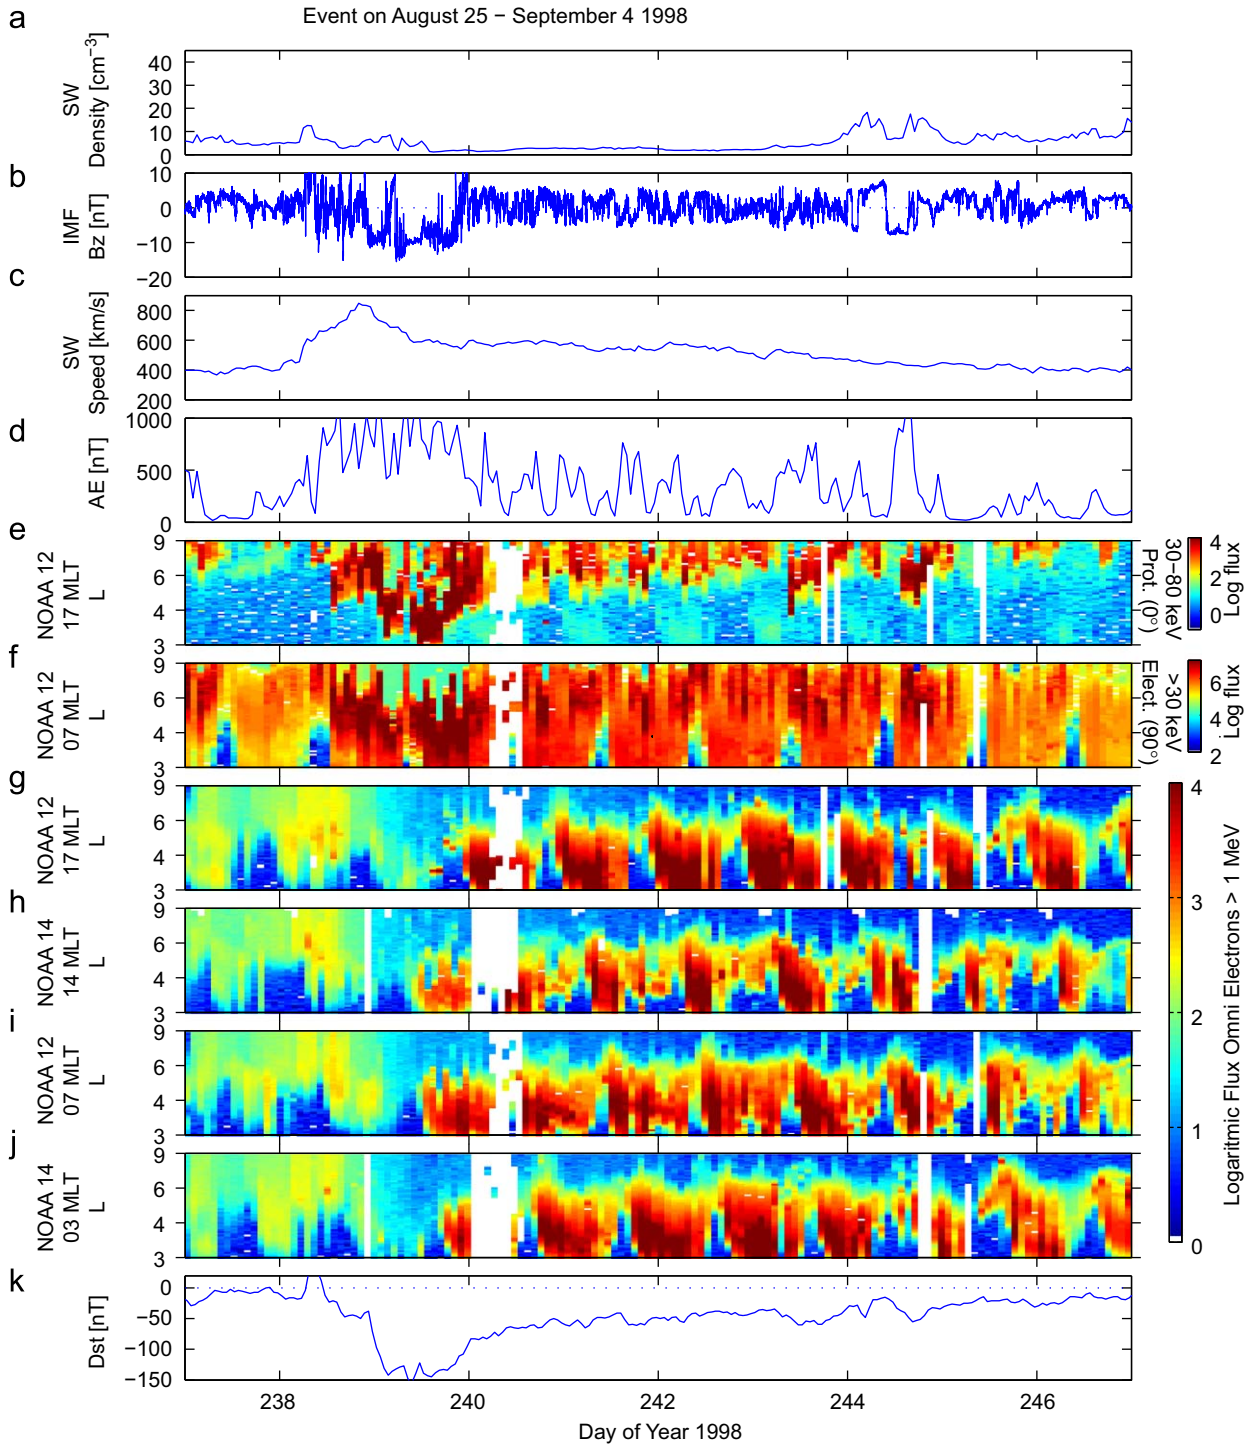 Event on August 25 − September 4 1998
a
SW
Density [cm⁻³]
40
30
20
10
0
b
IMF
Bz [nT]
10
0
−10
−20
c
SW
Speed [km/s]
800
600
400
200
d
AE [nT]
1000
500
0
e
NOAA 12
17 MLT
L
9
6
4
3
30−80 keV
Prot. (0°)
4
2
0
Log flux
f
NOAA 12
07 MLT
L
9
6
4
3
>30 keV
Elect. (90°)
6
4
2
Log flux
g
NOAA 12
17 MLT
L
9
6
4
3
h
NOAA 14
14 MLT
L
9
6
4
3
i
NOAA 12
07 MLT
L
9
6
4
3
j
NOAA 14
03 MLT
L
9
6
4
3
4
3
2
1
0
Logaritmic Flux Omni Electrons > 1 MeV
k
Dst [nT]
0
−50
−100
−150
238
240
242
244
246
Day of Year 1998